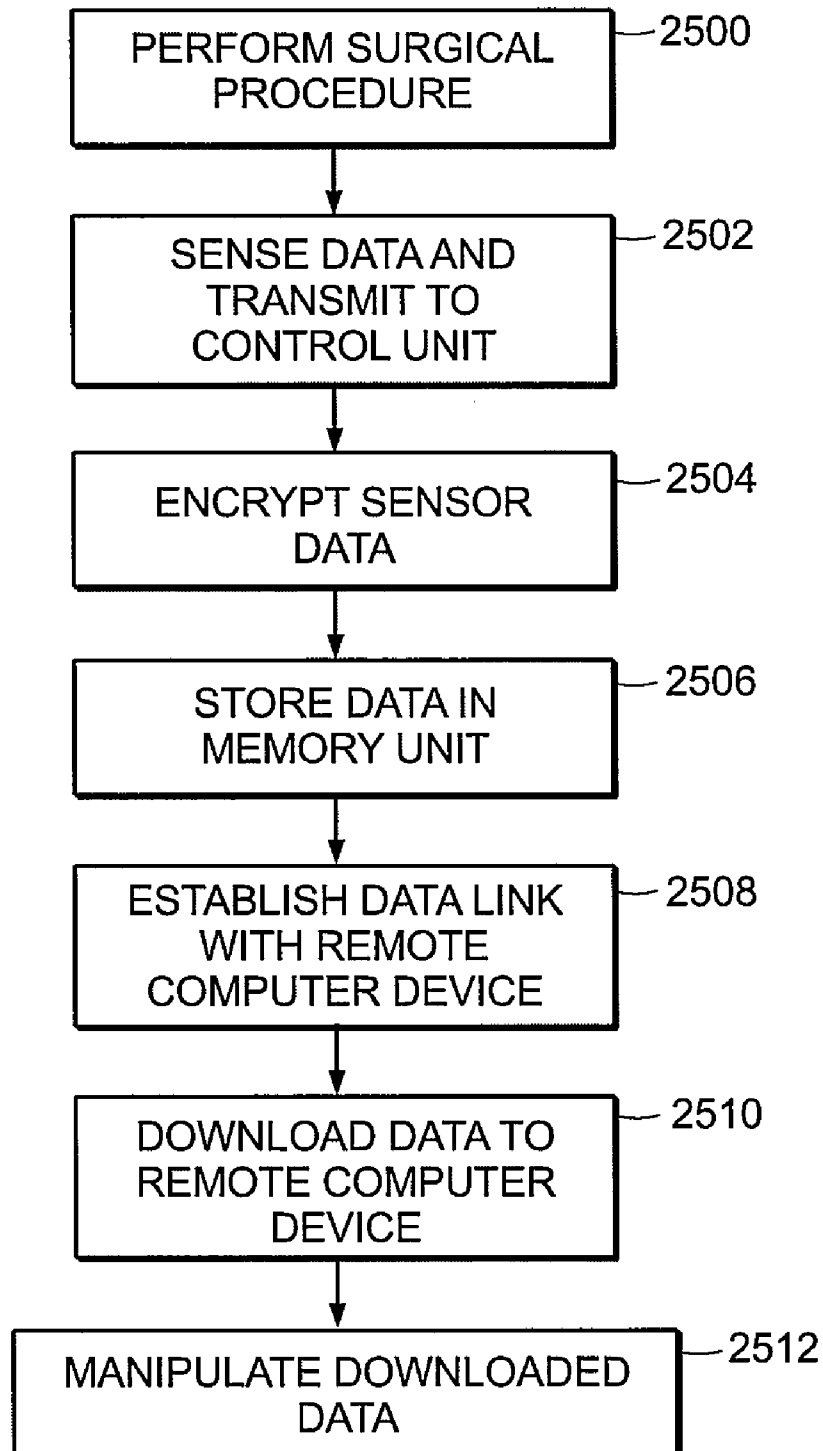 PERFORM SURGICAL
PROCEDURE
2500
SENSE DATA AND
TRANSMIT TO
CONTROL UNIT
2502
ENCRYPT SENSOR
DATA
2504
STORE DATA IN
MEMORY UNIT
2506
ESTABLISH DATA LINK
WITH REMOTE
COMPUTER DEVICE
2508
DOWNLOAD DATA TO
REMOTE COMPUTER
DEVICE
2510
MANIPULATE DOWNLOADED
DATA
2512